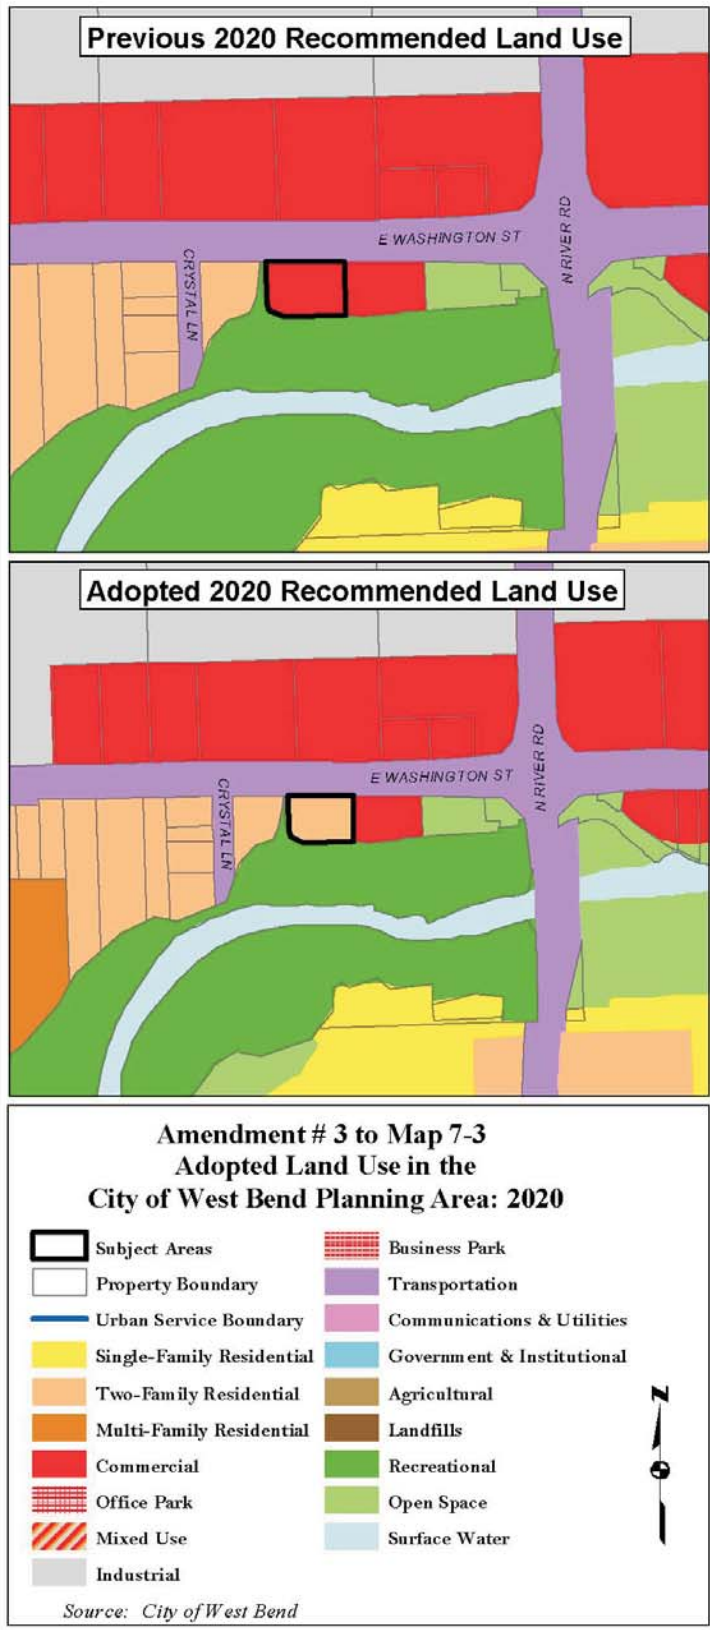 Previous 2020 Recommended Land Use
E WASHINGTON ST
N RIVER RD
CRYSTAL LN
Adopted 2020 Recommended Land Use
E WASHINGTON ST
N RIVER RD
CRYSTAL LN
Amendment # 3 to Map 7-3
Adopted Land Use in the
City of West Bend Planning Area: 2020
Subject Areas
Property Boundary
Urban Service Boundary
Single-Family Residential
Two-Family Residential
Multi-Family Residential
Commercial
Office Park
Mixed Use
Industrial
Business Park
Transportation
Communications & Utilities
Government & Institutional
Agricultural
Landfills
Recreational
Open Space
Surface Water
N
Source: City of West Bend